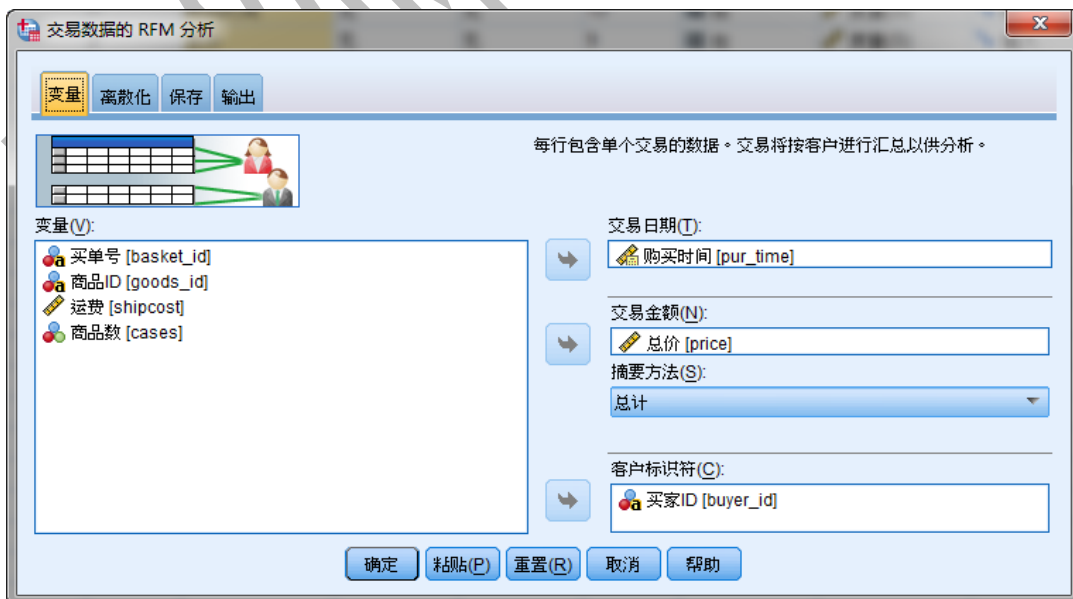 交易数据的 RFM 分析
变量 离散化 保存 输出
每行包含单个交易的数据。交易将按客户进行汇总以供分析。
变量(V):
买单号 [basket_id]
商品ID [goods_id]
运费 [shipcost]
商品数 [cases]
交易日期(T):
购买时间 [pur_time]
交易金额(N):
总价 [price]
摘要方法(S):
总计
客户标识符(C):
买家ID [buyer_id]
确定 粘贴(P) 重置(R) 取消 帮助